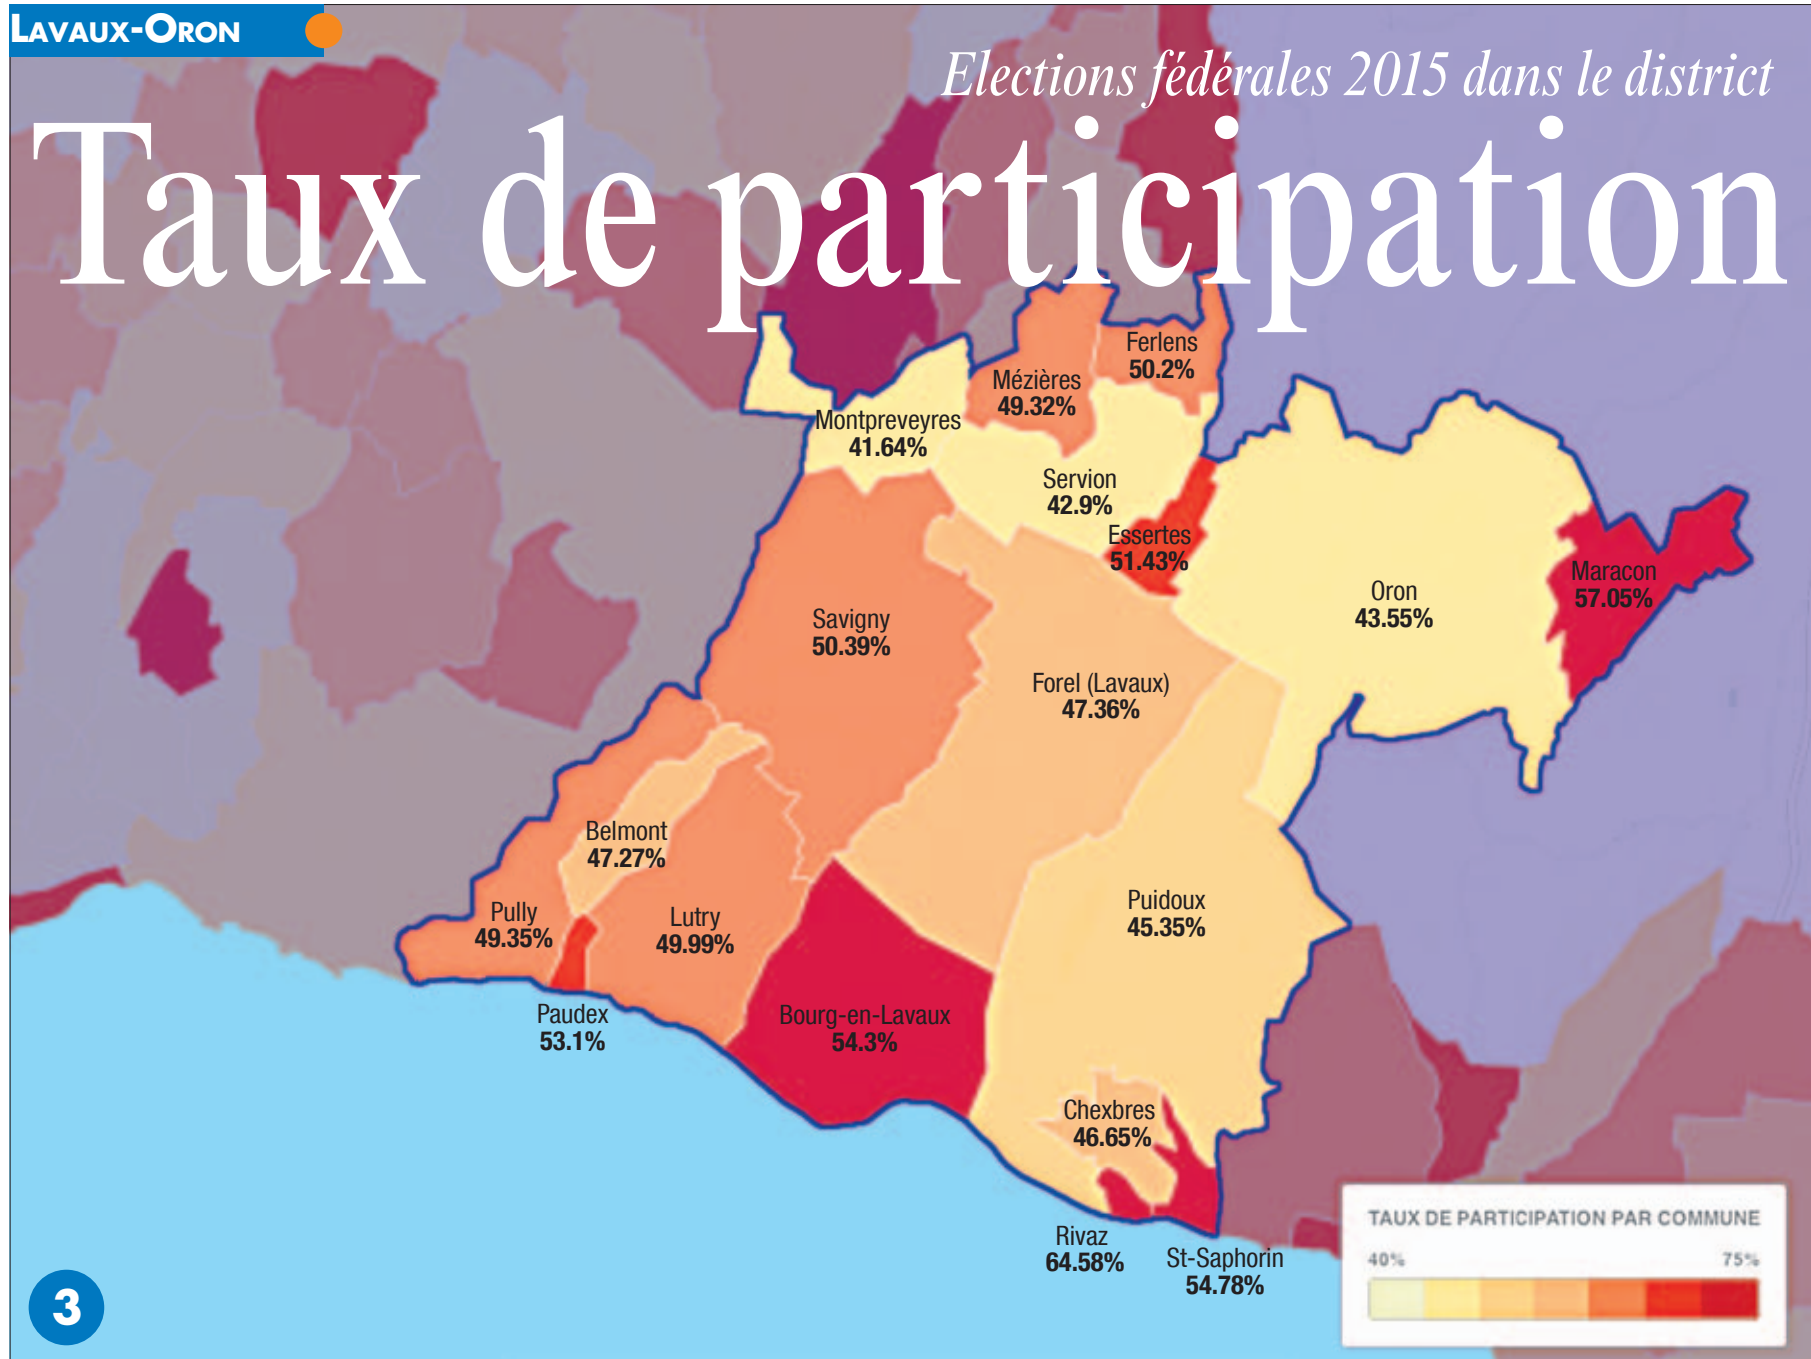 LAVAUX-ORON
Elections fédérales 2015 dans le district
Taux de participation
Ferlens
50.2%
Mézières
49.32%
Montpreveyres
41.64%
Servion
42.9%
Essertes
51.43%
Maracon
57.05%
Oron
43.55%
Savigny
50.39%
Forel (Lavaux)
47.36%
Belmont
47.27%
Puidoux
45.35%
Pully
49.35%
Lutry
49.99%
Paudex
53.1%
Bourg-en-Lavaux
54.3%
Chexbres
46.65%
Rivaz
64.58%
St-Saphorin
54.78%
TAUX DE PARTICIPATION PAR COMMUNE
40% 75%
3